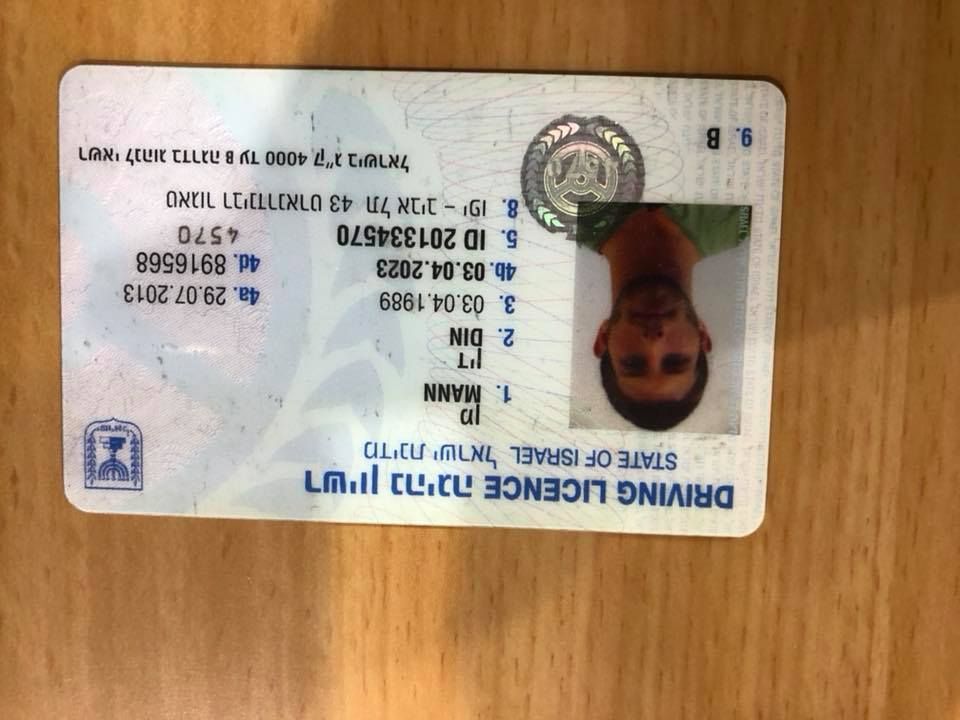 DRIVING LICENCE רשיון נהיגה
STATE OF ISRAEL מדינת ישראל
מן
1. MANN
דין
2. DIN
3. 03.04.1989
4a. 29.07.2013
4b. 03.04.2023
4d. 8916568
5. ID 201334570
4570
8. טאגור רבינדרנארט 43 תל אביב - יפו
רשאי לנהוג בדרגה B עד 4000 ק"ג בישראל
9. B